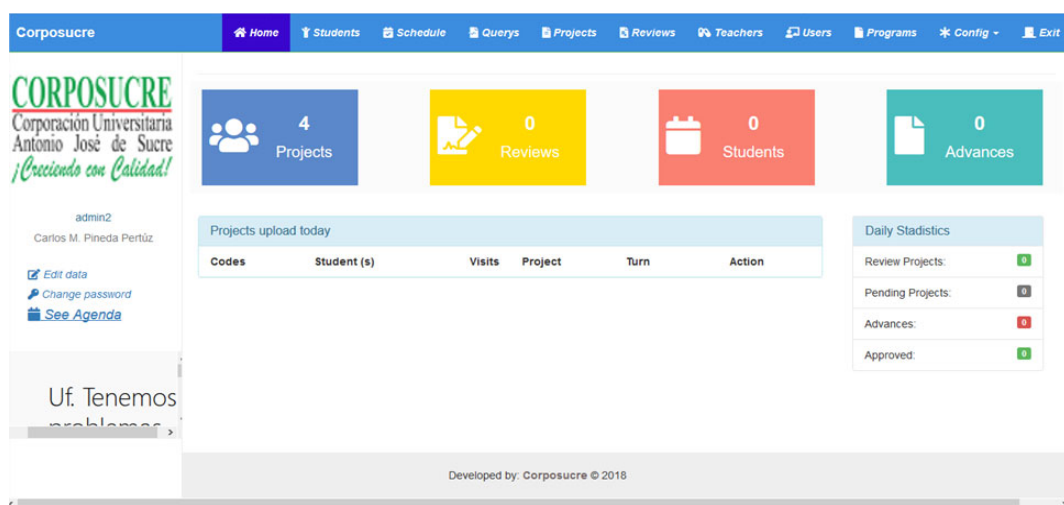 Corposucre Home Students Schedule Querys Projects Reviews Teachers Users Programs Config Exit
CORPOSUCRE
Corporación Universitaria
Antonio José de Sucre
¡Creciendo con Calidad!
admin2
Carlos M. Pineda Pertúz
Edit data
Change password
See Agenda
Uf. Tenemos
problemas
4
Projects
0
Reviews
0
Students
0
Advances
Projects upload today
Codes Student (s) Visits Project Turn Action
Daily Statistics
Review Projects: 0
Pending Projects: 0
Advances: 0
Approved: 0
Developed by: Corposucre © 2018